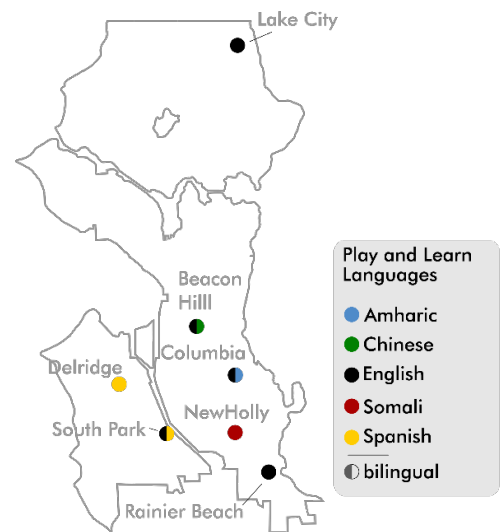 Lake City
Play and Learn
Languages
Beacon
Hilll
Amharic
Chinese
Columbia
Delridge
English
NewHolly
Somali
South Park
Spanish
bilingual
Rainier Beach